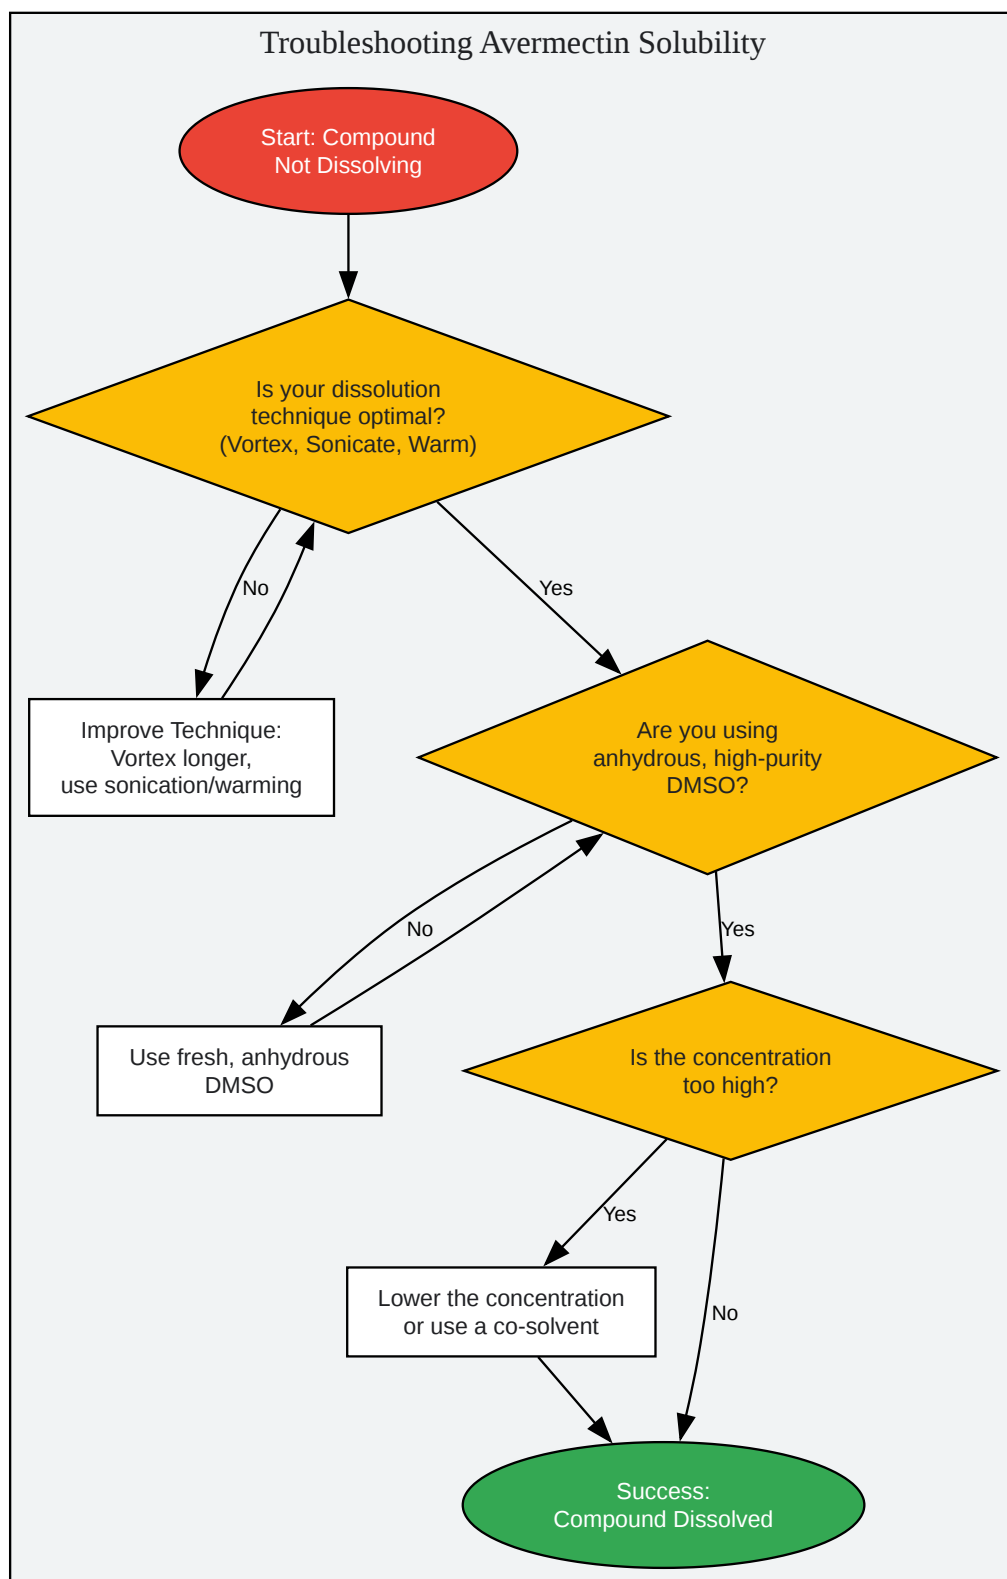 Troubleshooting Avermectin Solubility
Start: Compound
Not Dissolving
Is your dissolution
technique optimal?
(Vortex, Sonicate, Warm)
No
Yes
Improve Technique:
Vortex longer,
use sonication/warming
Are you using
anhydrous, high-purity
DMSO?
No
Yes
Use fresh, anhydrous
DMSO
Is the concentration
too high?
Yes
No
Lower the concentration
or use a co-solvent
Success:
Compound Dissolved